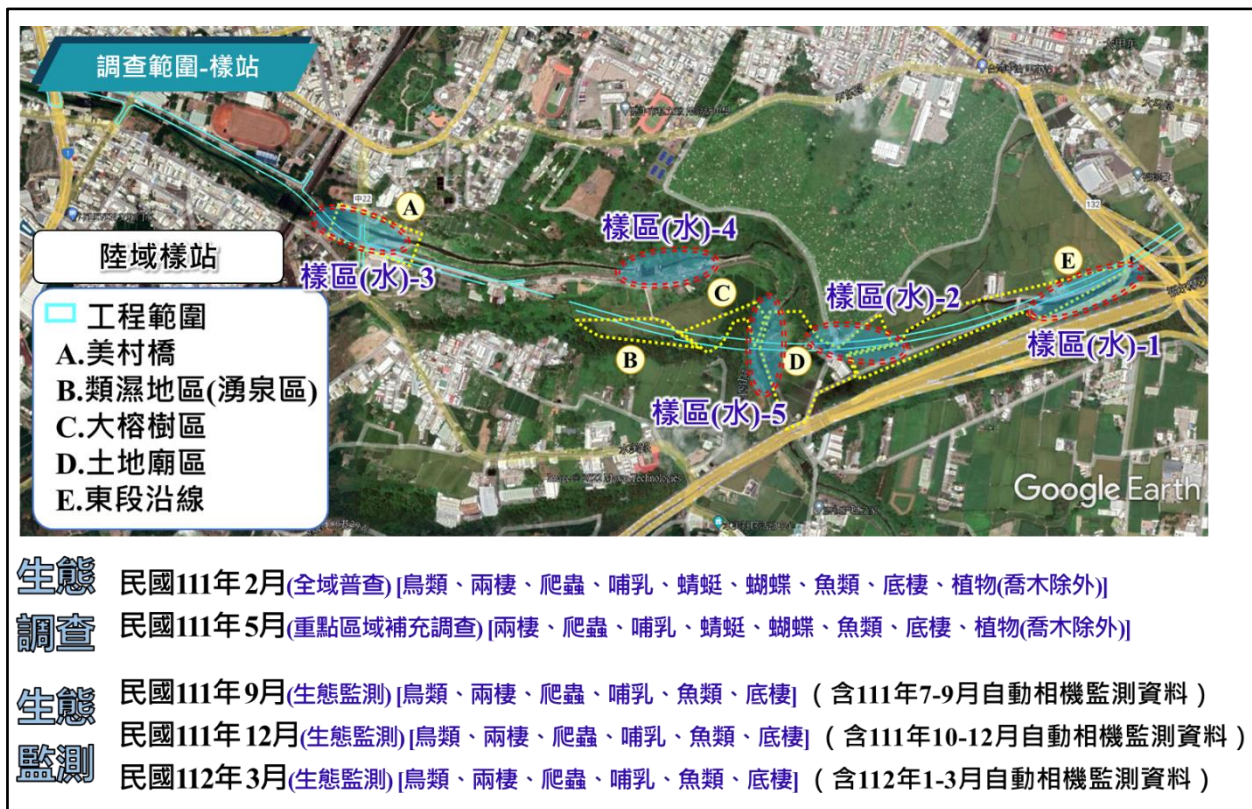 調查範圍-樣站
中22
132
A
樣區(水)-4
陸域樣站
樣區(水)-3
E
C
樣區(水)-2
工程範圍
A.美村橋
B
D
樣區(水)-1
B.類濕地區(湧泉區)
樣區(水)-5
C.大榕樹區
D.土地廟區
E.東段沿線
Google Earth
生態調查
民國111年2月(全域普查) [鳥類、兩棲、爬蟲、哺乳、蜻蜓、蝴蝶、魚類、底棲、植物(喬木除外)]
民國111年5月(重點區域補充調查) [兩棲、爬蟲、哺乳、蜻蜓、蝴蝶、魚類、底棲、植物(喬木除外)]
生態監測
民國111年9月(生態監測) [鳥類、兩棲、爬蟲、哺乳、魚類、底棲] （含111年7-9月自動相機監測資料）
民國111年12月(生態監測) [鳥類、兩棲、爬蟲、哺乳、魚類、底棲] （含111年10-12月自動相機監測資料）
民國112年3月(生態監測) [鳥類、兩棲、爬蟲、哺乳、魚類、底棲] （含112年1-3月自動相機監測資料）